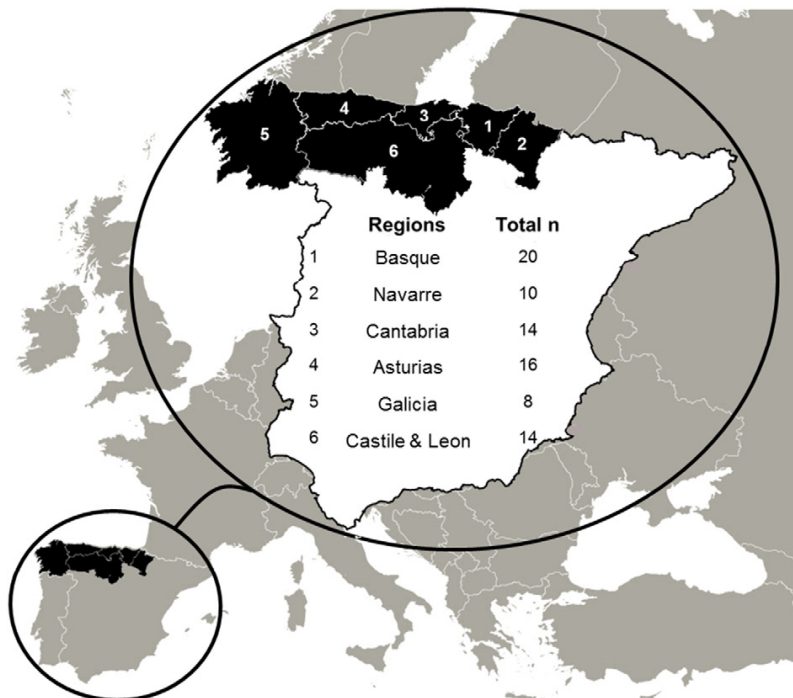 4
3
1
5
6
2
Regions Total n
1 Basque 20
2 Navarre 10
3 Cantabria 14
4 Asturias 16
5 Galicia 8
6 Castile & Leon 14